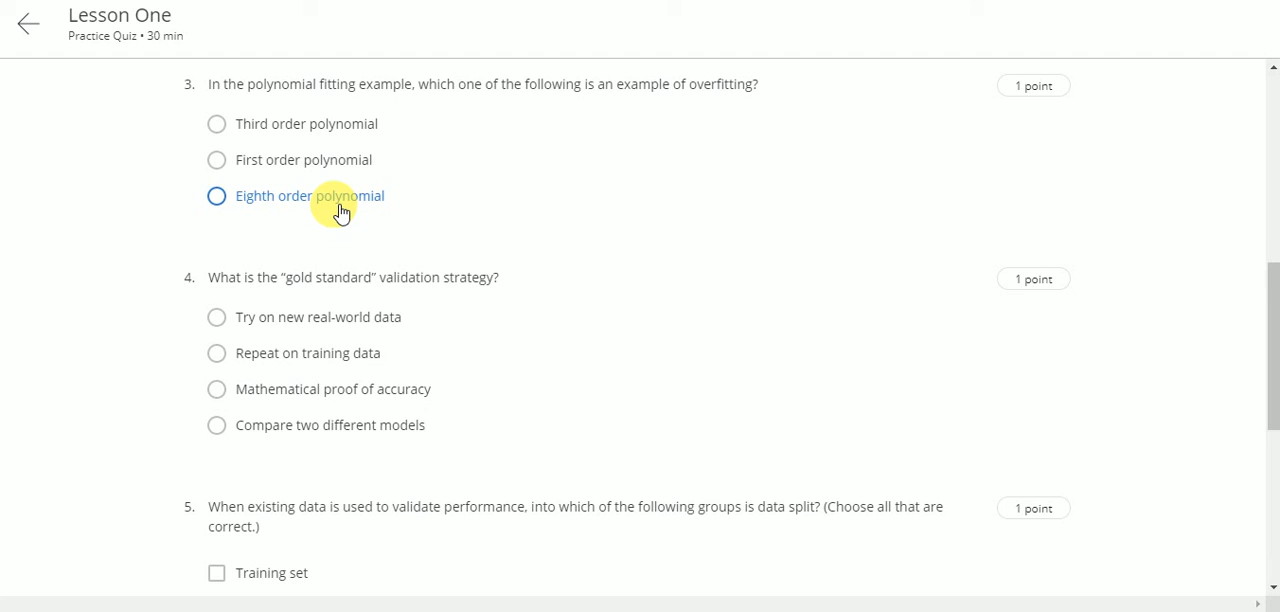 Lesson One
Practice Quiz • 30 min
3. In the polynomial fitting example, which one of the following is an example of overfitting?
1 point
Third order polynomial
First order polynomial
Eighth order polynomial
4. What is the “gold standard” validation strategy?
1 point
Try on new real-world data
Repeat on training data
Mathematical proof of accuracy
Compare two different models
5. When existing data is used to validate performance, into which of the following groups is data split? (Choose all that are
correct.)
1 point
Training set